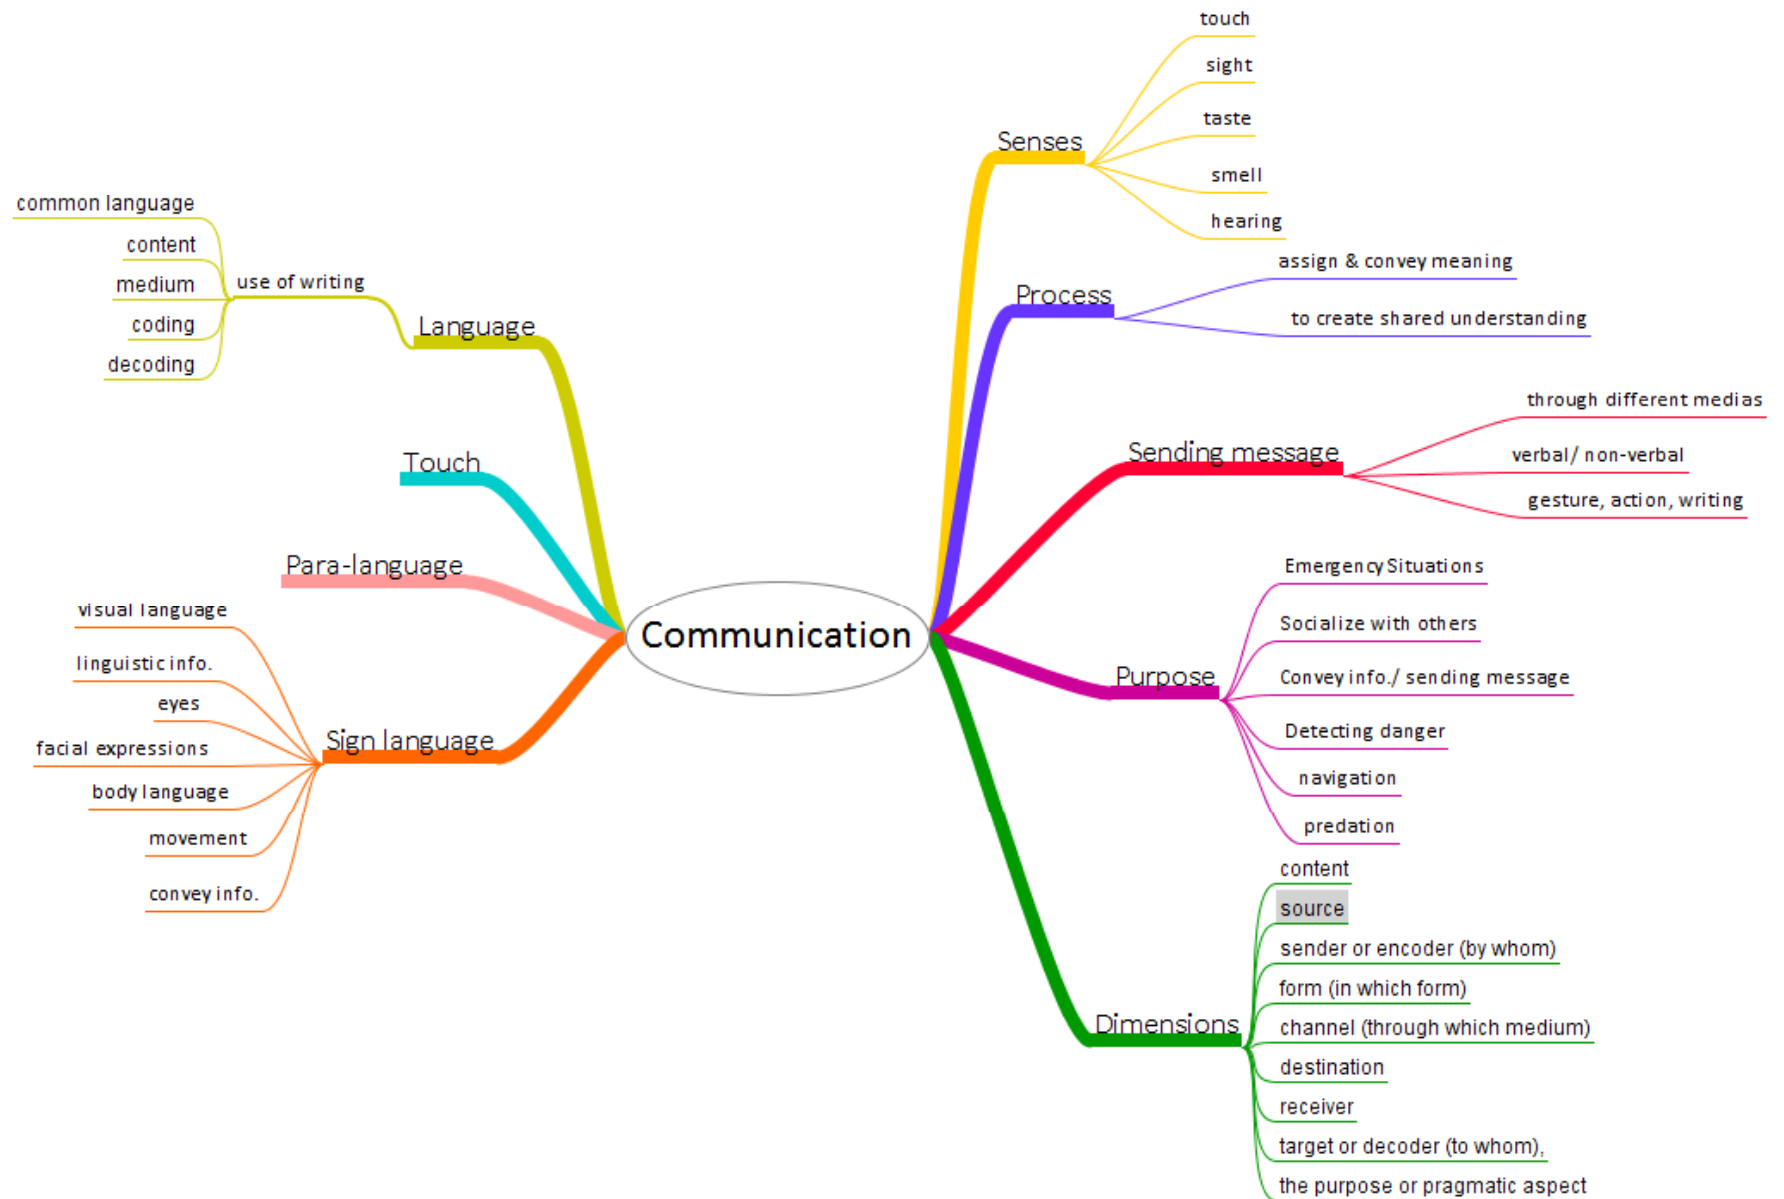 Communication
Senses
touch
sight
taste
smell
hearing
Process
assign & convey meaning
to create shared understanding
Sending message
through different medias
verbal/ non-verbal
gesture, action, writing
Purpose
Emergency Situations
Socialize with others
Convey info./ sending message
Detecting danger
navigation
predation
Dimensions
content
source
sender or encoder (by whom)
form (in which form)
channel (through which medium)
destination
receiver
target or decoder (to whom),
the purpose or pragmatic aspect
Language
use of writing
common language
content
medium
coding
decoding
Touch
Para-language
Sign language
visual language
linguistic info.
eyes
facial expressions
body language
movement
convey info.